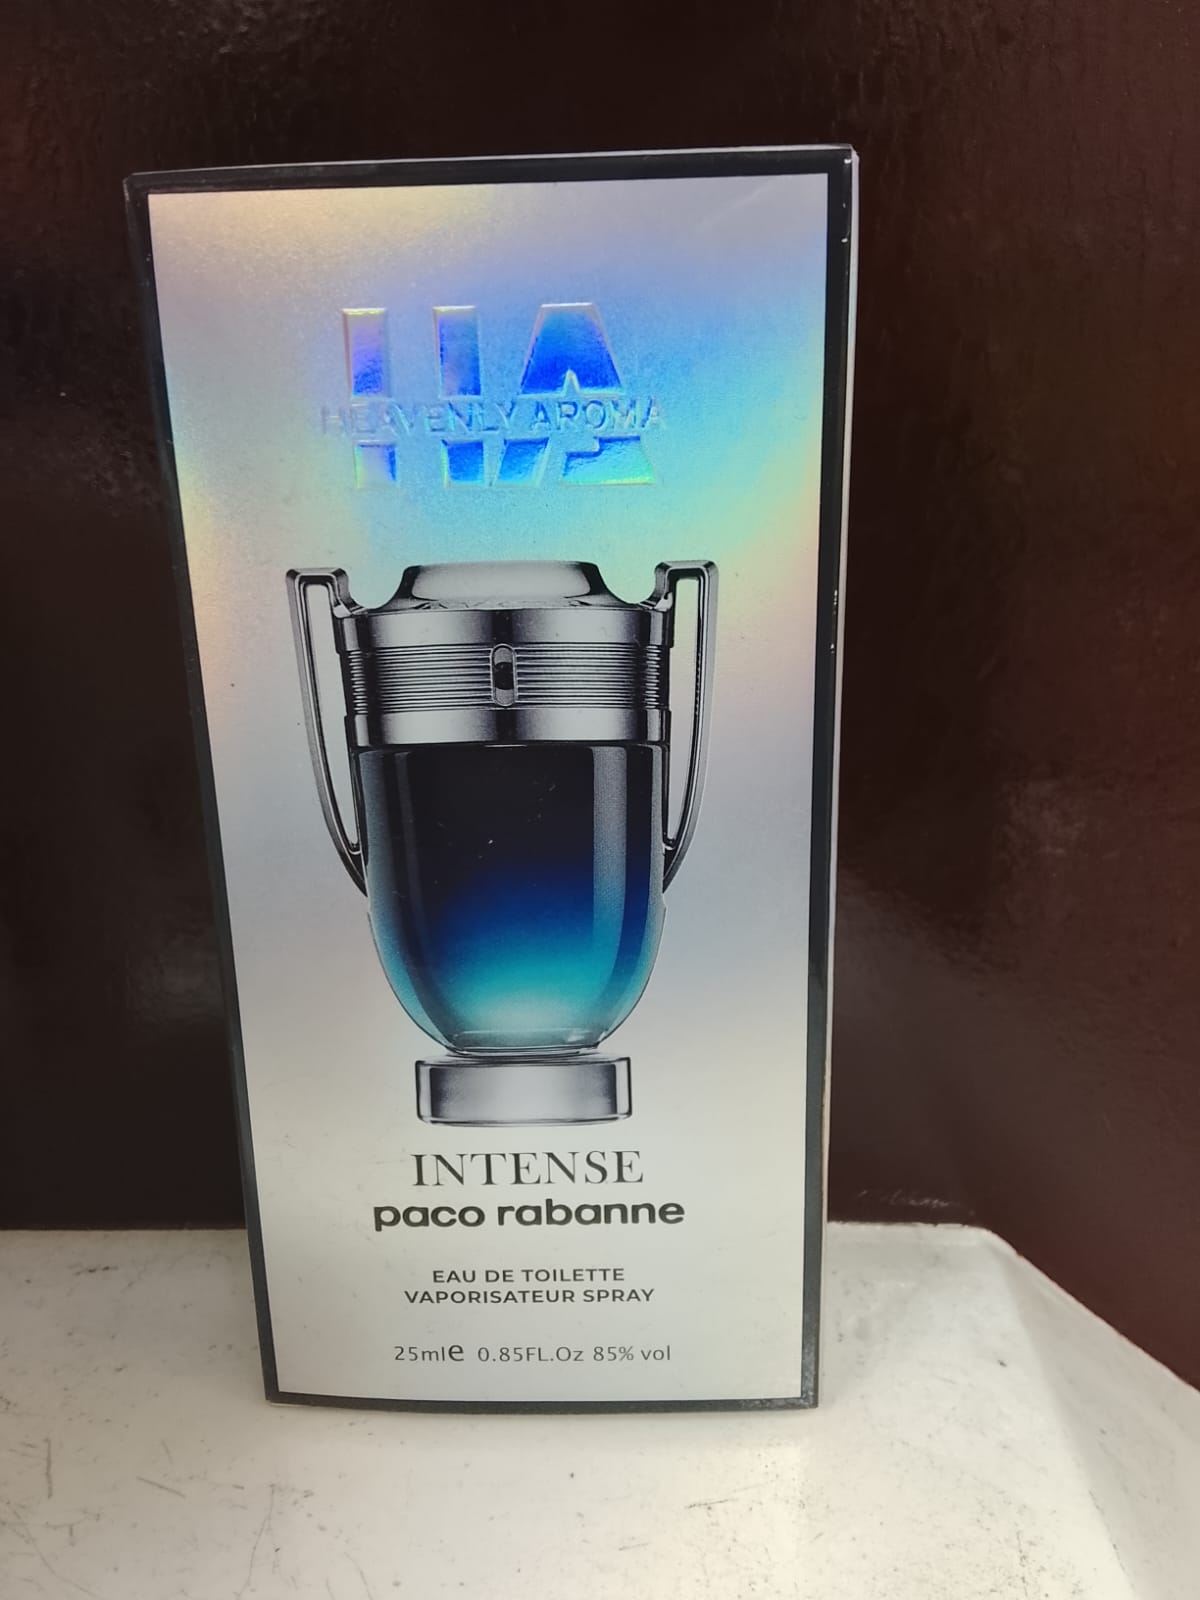 HA
HEAVENLY AROMA
INTENSE
paco rabanne
EAU DE TOILETTE
VAPORISATEUR SPRAY
25ml℮ 0.85FL.Oz 85% vol